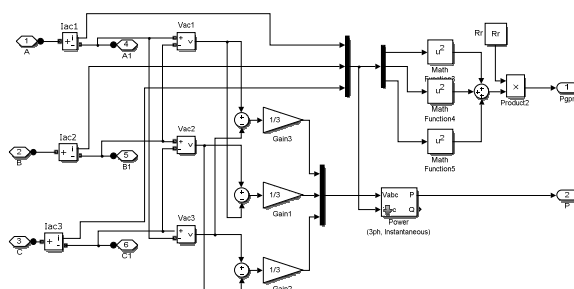 Iac1
Vac1
1
A
+
-
i
4
A1
+
-
v
Rr
Rr
u²
Math
Function3
1/3
Gain3
u²
Math
Function4
×
Product2
1
Pgpr
Iac2
Vac2
2
B
+
-
i
5
B1
+
-
v
u²
Math
Function5
1/3
Gain1
Vabc
P
Q
2
P
Power
(3ph, Instantaneous)
Iac3
Vac3
3
C
+
-
i
6
C1
+
-
v
1/3